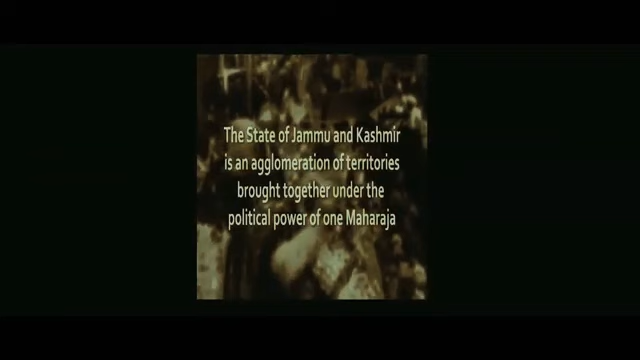 The State of Jammu and Kashmir
is an agglomeration of territories
brought together under the
political power of one Maharaja